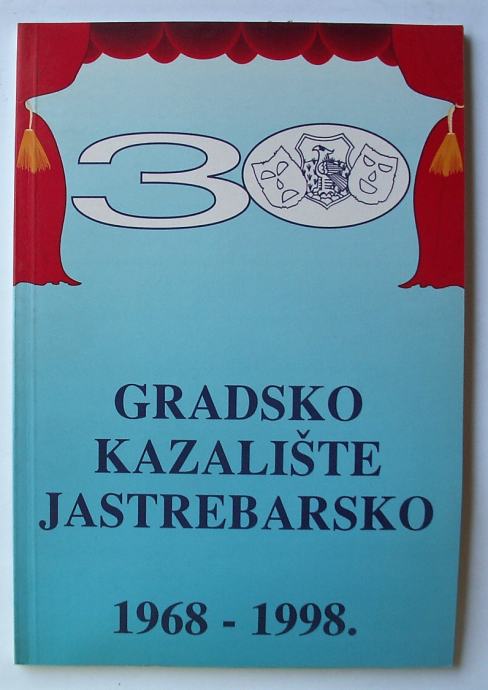 30
GRADSKO
KAZALIŠTE
JASTREBARSKO
1968 - 1998.